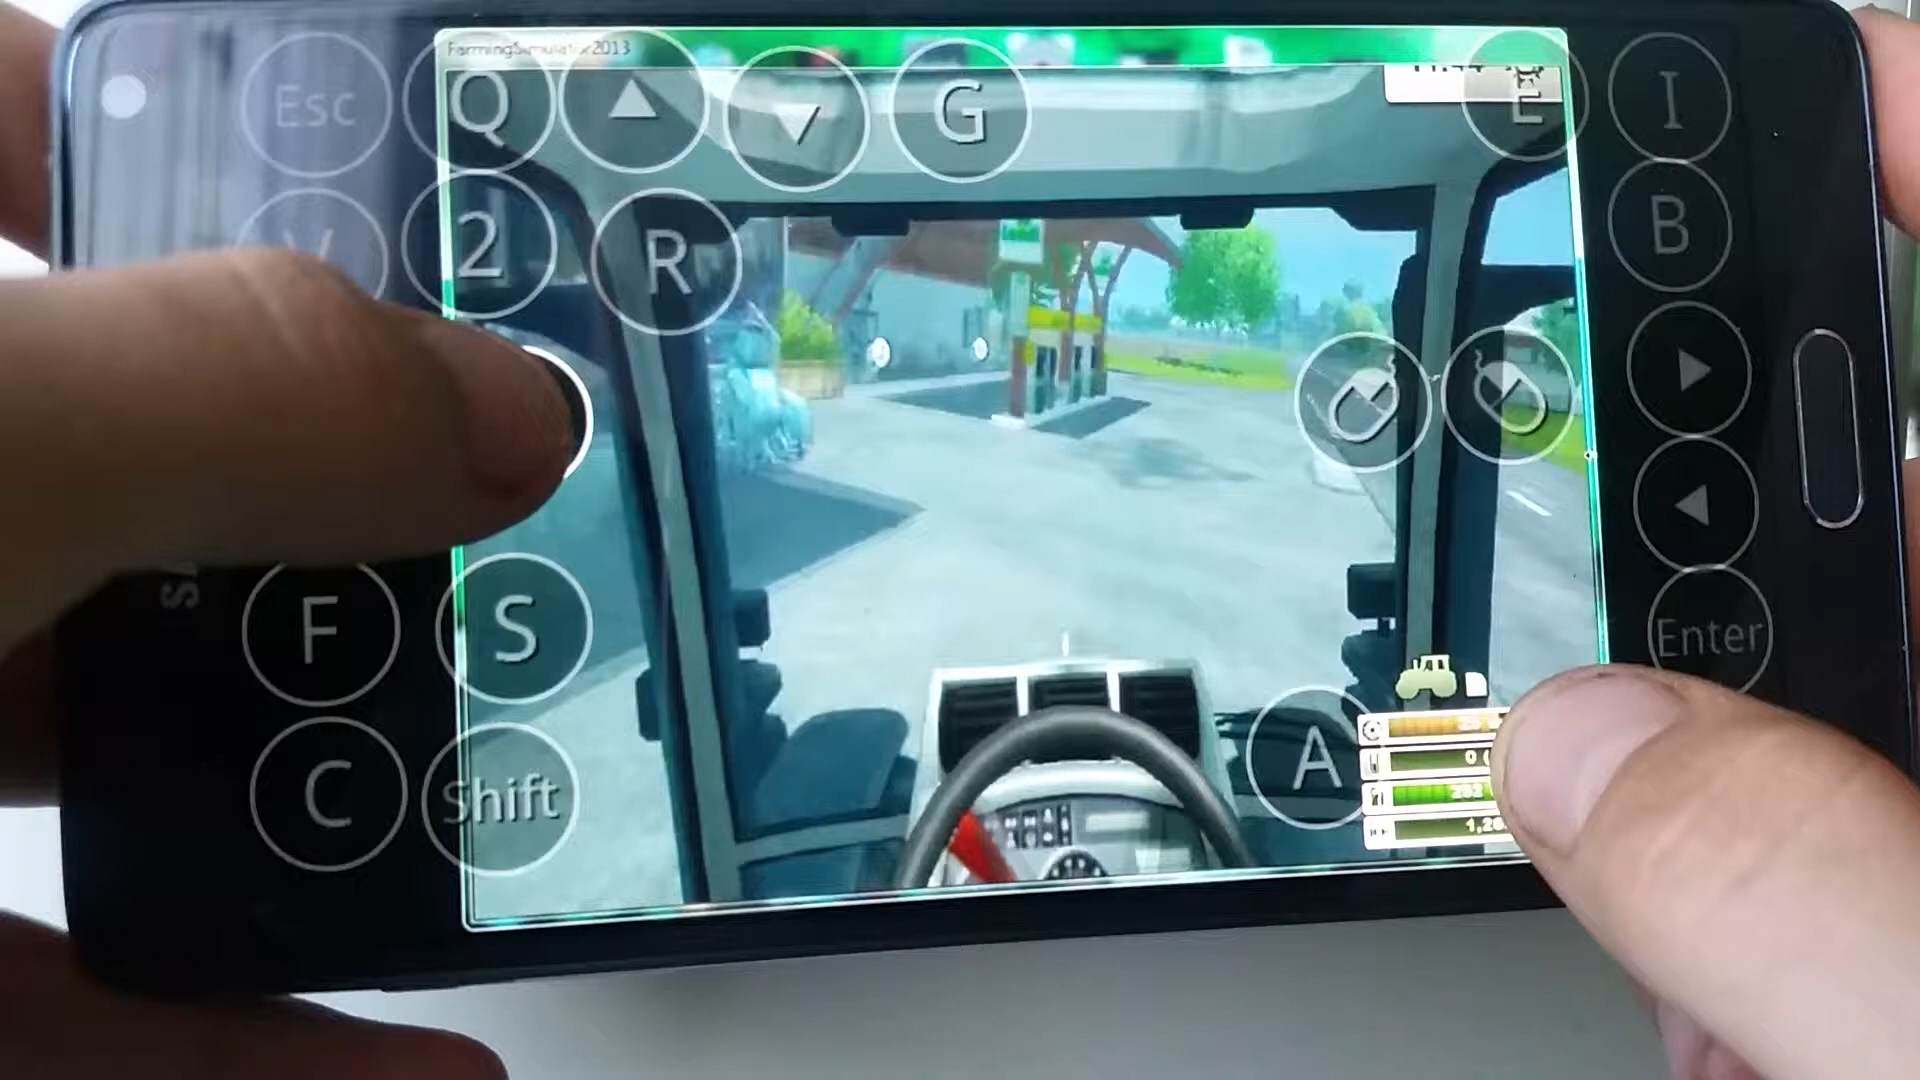 FarmingSimulator2013
Esc
Q
G
E
I
V
2
R
B
F
S
Enter
A
C
Shift
0